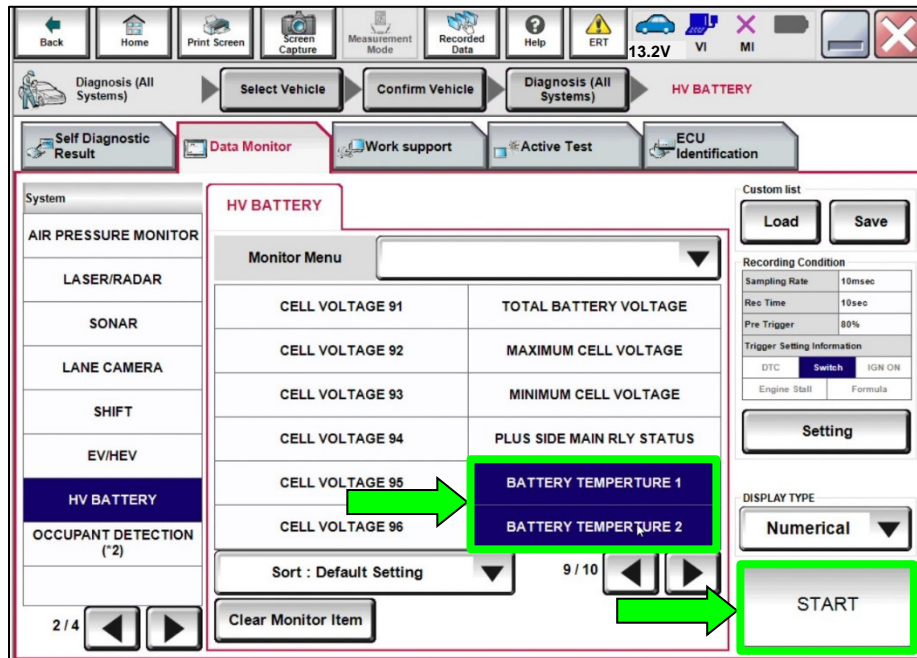 Back
Home
Print Screen
Screen
Capture
Measurement
Mode
Recorded
Data
Help
ERT
13.2V
VI
MI
Diagnosis (All
Systems)
Select Vehicle
Confirm Vehicle
Diagnosis (All
Systems)
HV BATTERY
Self Diagnostic
Result
Data Monitor
Work support
Active Test
ECU
Identification
System
AIR PRESSURE MONITOR
LASER/RADAR
SONAR
LANE CAMERA
SHIFT
EV/HEV
HV BATTERY
OCCUPANT DETECTION
(*2)
2 / 4
HV BATTERY
Monitor Menu
CELL VOLTAGE 91
TOTAL BATTERY VOLTAGE
CELL VOLTAGE 92
MAXIMUM CELL VOLTAGE
CELL VOLTAGE 93
MINIMUM CELL VOLTAGE
CELL VOLTAGE 94
PLUS SIDE MAIN RLY STATUS
CELL VOLTAGE 95
BATTERY TEMPERTURE 1
CELL VOLTAGE 96
BATTERY TEMPERTURE 2
Sort : Default Setting
9 / 10
Clear Monitor Item
Custom list
Load
Save
Recording Condition
Sampling Rate 10msec
Rec Time 10sec
Pre Trigger 80%
Trigger Setting Information
DTC Switch IGN ON
Engine Stall Formula
Setting
DISPLAY TYPE
Numerical
START